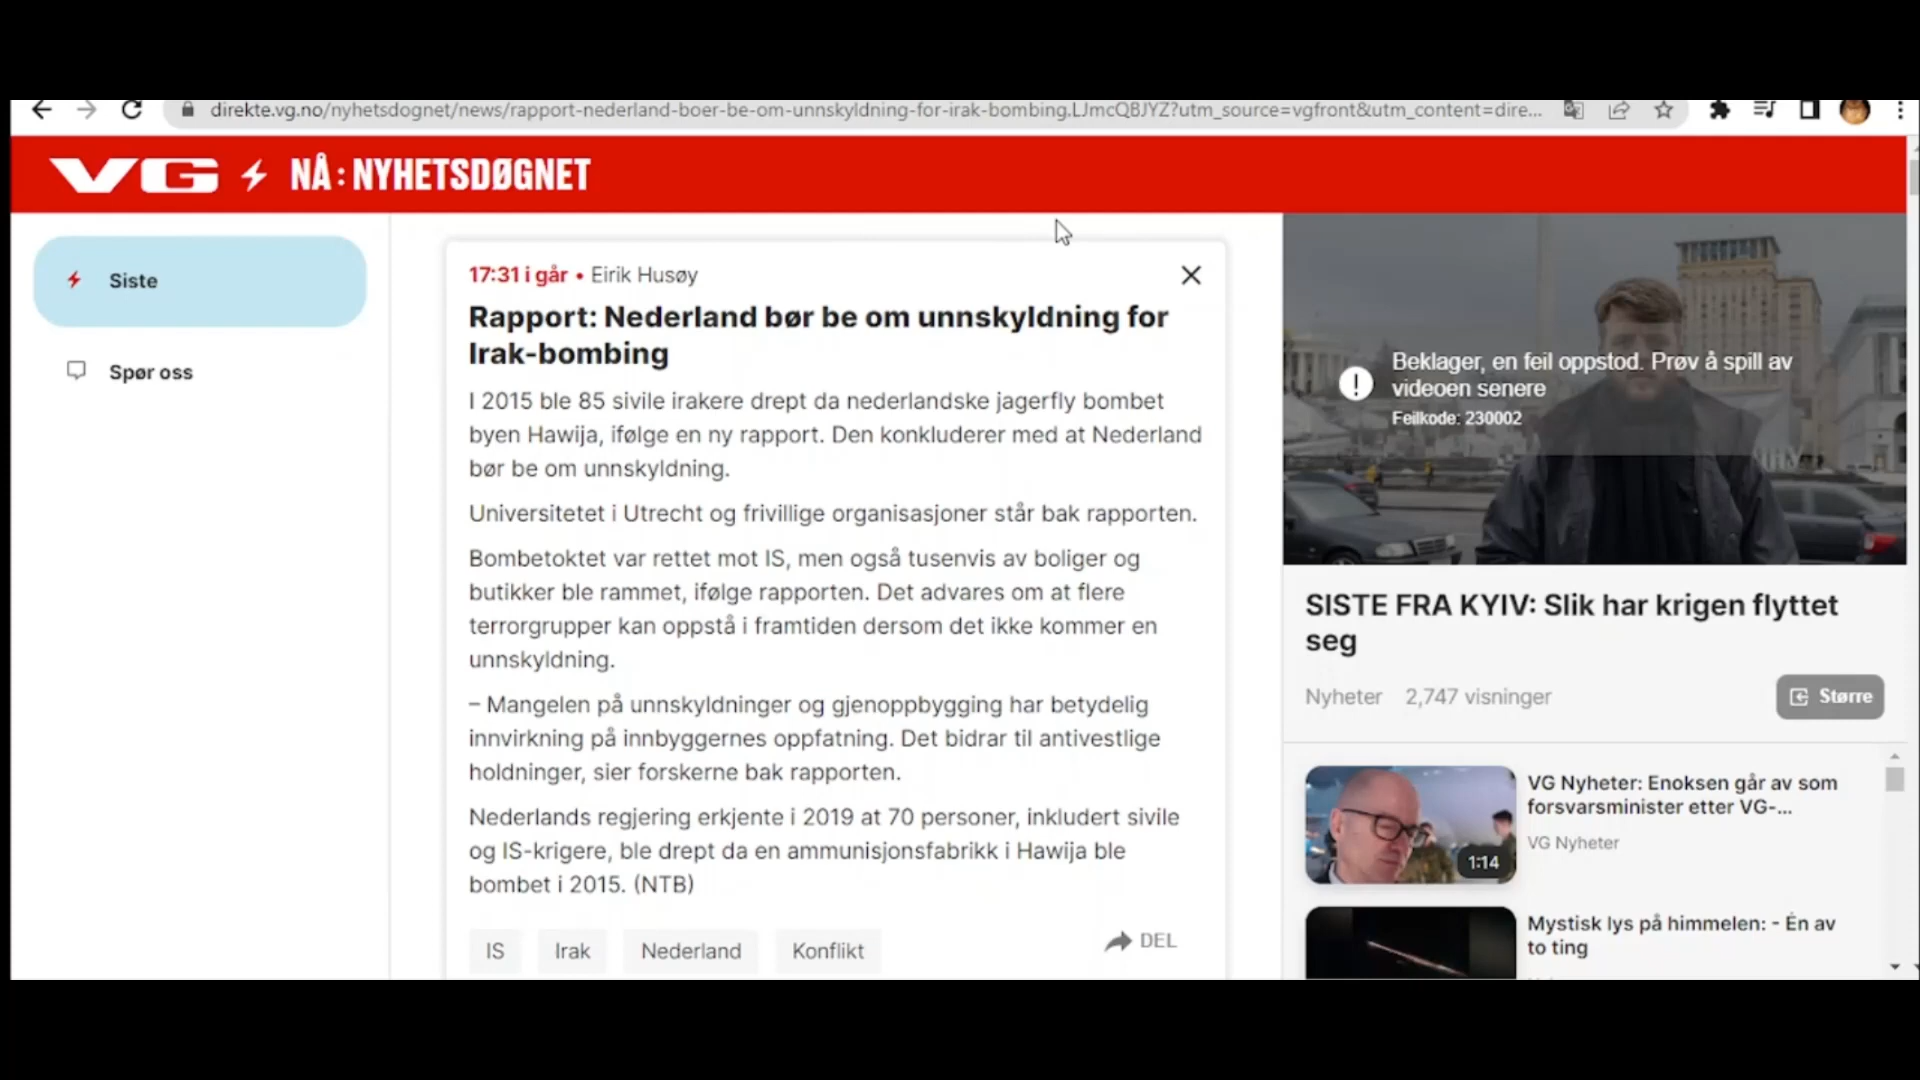 direkte.vg.no/nyhetsdognet/news/rapport-nederland-boer-be-om-unnskyldning-for-irak-bombing.LJmcQBJYZ?utm_source=vgfront&utm_content=dire...
VG NÅ: NYHETSDØGNET
Siste
Spør oss
17:31 i går • Eirik Husøy
Rapport: Nederland bør be om unnskyldning for
Irak-bombing
I 2015 ble 85 sivile irakere drept da nederlandske jagerfly bombet
byen Hawija, ifølge en ny rapport. Den konkluderer med at Nederland
bør be om unnskyldning.
Universitetet i Utrecht og frivillige organisasjoner står bak rapporten.
Bombetoktet var rettet mot IS, men også tusenvis av boliger og
butikker ble rammet, ifølge rapporten. Det advares om at flere
terrorgrupper kan oppstå i framtiden dersom det ikke kommer en
unnskyldning.
– Mangelen på unnskyldninger og gjenoppbygging har betydelig
innvirkning på innbyggernes oppfatning. Det bidrar til antivestlige
holdninger, sier forskerne bak rapporten.
Nederlands regjering erkjente i 2019 at 70 personer, inkludert sivile
og IS-krigere, ble drept da en ammunisjonsfabrikk i Hawija ble
bombet i 2015. (NTB)
IS Irak Nederland Konflikt
DEL
Beklager, en feil oppstod. Prøv å spill av
videoen senere
Feilkode: 230002
SISTE FRA KYIV: Slik har krigen flyttet
seg
Nyheter 2,747 visninger
Større
VG Nyheter: Enoksen går av som
forsvarsminister etter VG-...
VG Nyheter
1:14
Mystisk lys på himmelen: - Én av
to ting